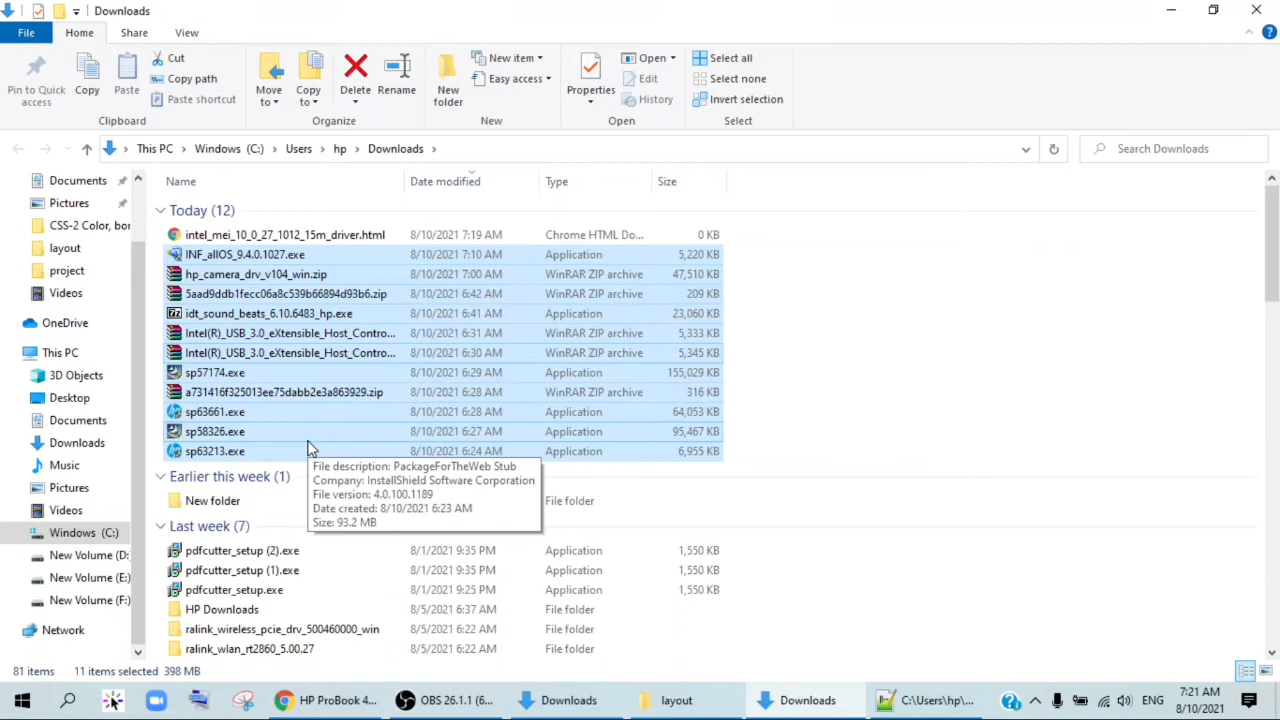 Downloads
File
Home
Share
View
Pin to Quick
access
Copy
Paste
Cut
Copy path
Paste shortcut
Clipboard
Move
to
Copy
to
Delete
Rename
Organize
New
folder
New item
Easy access
New
Properties
Open
Edit
History
Open
Select all
Select none
Invert selection
Select
This PC > Windows (C:) > Users > hp > Downloads >
Search Downloads
Documents
Pictures
CSS-2 Color, bor
layout
project
Videos
OneDrive
This PC
3D Objects
Desktop
Documents
Downloads
Music
Pictures
Videos
Windows (C:)
New Volume (D:
New Volume (E:)
New Volume (F:)
Network
Name Date modified Type Size
Today (12)
intel_mei_10_0_27_1012_15m_driver.html 8/10/2021 7:19 AM Chrome HTML Do... 0 KB
INF_allOS_9.4.0.1027.exe 8/10/2021 7:10 AM Application 5,220 KB
hp_camera_drv_v104_win.zip 8/10/2021 7:00 AM WinRAR ZIP archive 47,510 KB
5aad9ddb1fecc06a8c539b66894d93b6.zip 8/10/2021 6:42 AM WinRAR ZIP archive 209 KB
idt_sound_beats_6.10.6483_hp.exe 8/10/2021 6:41 AM Application 23,060 KB
Intel(R)_USB_3.0_eXtensible_Host_Contro... 8/10/2021 6:31 AM WinRAR ZIP archive 5,333 KB
Intel(R)_USB_3.0_eXtensible_Host_Contro... 8/10/2021 6:30 AM WinRAR ZIP archive 5,345 KB
sp57174.exe 8/10/2021 6:29 AM Application 155,029 KB
a731416f325013ee75dabb2e3a863929.zip 8/10/2021 6:28 AM WinRAR ZIP archive 316 KB
sp63661.exe 8/10/2021 6:28 AM Application 64,053 KB
sp58326.exe 8/10/2021 6:27 AM Application 95,467 KB
sp63213.exe 8/10/2021 6:24 AM Application 6,955 KB
File description: PackageForTheWeb Stub
Company: InstallShield Software Corporation
File version: 4.0.100.1189
Date created: 8/10/2021 6:23 AM
Size: 93.2 MB
Earlier this week (1)
New folder File folder
Last week (7)
pdfcutter_setup (2).exe 8/1/2021 9:35 PM Application 1,550 KB
pdfcutter_setup (1).exe 8/1/2021 9:35 PM Application 1,550 KB
pdfcutter_setup.exe 8/1/2021 9:25 PM Application 1,550 KB
HP Downloads 8/5/2021 6:37 AM File folder
ralink_wireless_pcie_drv_500460000_win 8/5/2021 6:22 AM File folder
ralink_wlan_rt2860_5.00.27 8/5/2021 6:22 AM File folder
81 items 11 items selected 398 MB
HP ProBook 4...
OBS 26.1.1 (6...
Downloads
layout
Downloads
C:\Users\hp\...
ENG
7:21 AM
8/10/2021